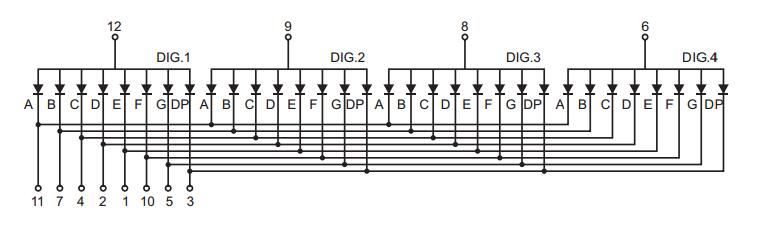 12 9 8 6
DIG.1 DIG.2 DIG.3 DIG.4
A B C D E F G DP A B C D E F G DP A B C D E F G DP A B C D E F G DP
11 7 4 2 1 10 5 3